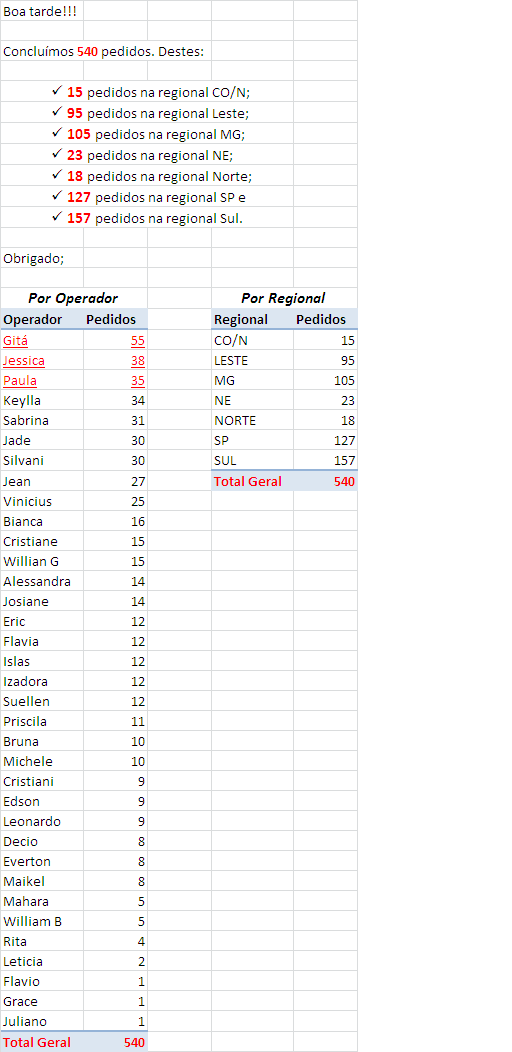 Boa tarde!!!
Concluímos 540 pedidos. Destes:
✓ 15 pedidos na regional CO/N;
✓ 95 pedidos na regional Leste;
✓ 105 pedidos na regional MG;
✓ 23 pedidos na regional NE;
✓ 18 pedidos na regional Norte;
✓ 127 pedidos na regional SP e
✓ 157 pedidos na regional Sul.
Obrigado;
Por Operador
Operador Pedidos
Gitá 55
Jessica 38
Paula 35
Keylla 34
Sabrina 31
Jade 30
Silvani 30
Jean 27
Vinicius 25
Bianca 16
Cristiane 15
Willian G 15
Alessandra 14
Josiane 14
Eric 12
Flavia 12
Islas 12
Izadora 12
Suellen 12
Priscila 11
Bruna 10
Michele 10
Cristiani 9
Edson 9
Leonardo 9
Decio 8
Everton 8
Maikel 8
Mahara 5
William B 5
Rita 4
Leticia 2
Flavio 1
Grace 1
Juliano 1
Total Geral 540
Por Regional
Regional Pedidos
CO/N 15
LESTE 95
MG 105
NE 23
NORTE 18
SP 127
SUL 157
Total Geral 540